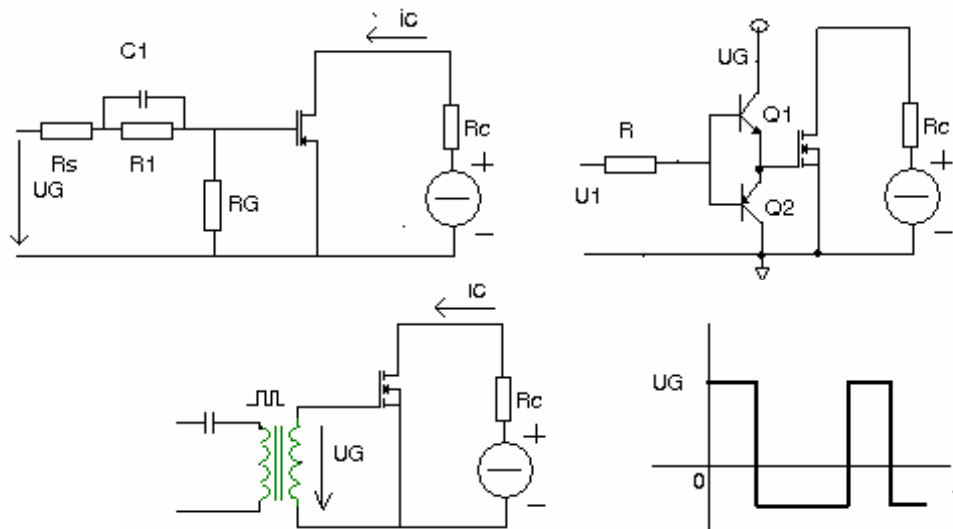 ic
C1
Rs
R1
UG
RG
Rc
+
−
UG
Q1
R
U1
Q2
Rc
+
−
ic
UG
Rc
+
−
UG
0